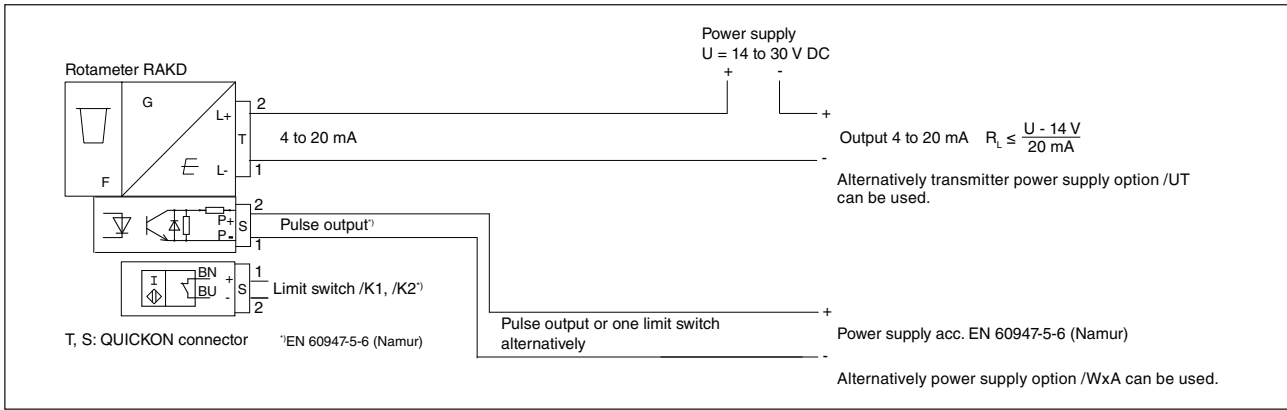 Power supply
U = 14 to 30 V DC
+ -
Rotameter RAKD
G
F
E
L+
L-
T
2
1
4 to 20 mA
+
-
Output 4 to 20 mA R_L ≤ U - 14 V / 20 mA
Alternatively transmitter power supply option /UT
can be used.
P+
P-
S
2
1
Pulse output*)
I
BN
BU
+
-
S
1
2
Limit switch /K1, /K2*)
T, S: QUICKON connector
*)EN 60947-5-6 (Namur)
Pulse output or one limit switch
alternatively
+
-
Power supply acc. EN 60947-5-6 (Namur)
Alternatively power supply option /WxA can be used.